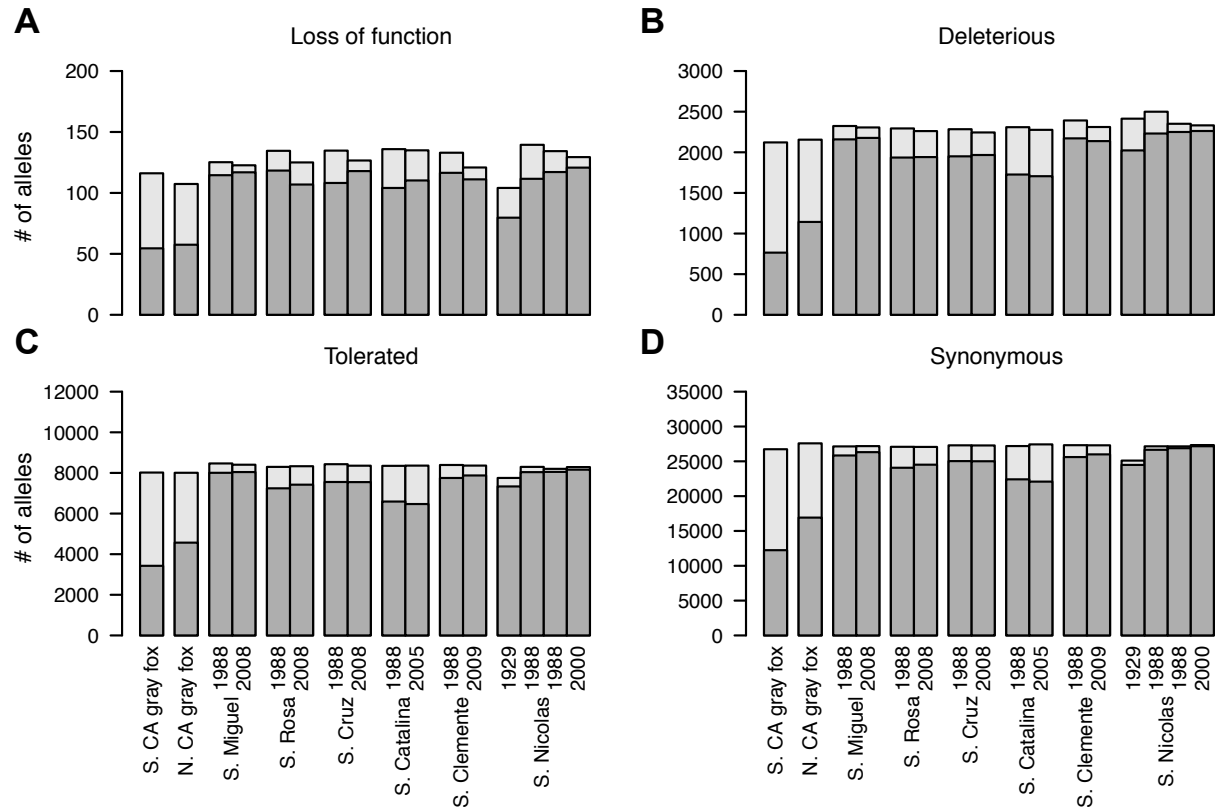 A
Loss of function
# of alleles
200
150
100
50
0
B
Deleterious
3000
2500
2000
1500
1000
500
0
C
Tolerated
# of alleles
12000
10000
8000
6000
4000
2000
0
S. CA gray fox
N. CA gray fox
1988
2008
S. Miguel
1988
2008
S. Rosa
1988
2008
S. Cruz
1988
2005
S. Catalina
1988
2009
S. Clemente
1929
1988
1988
2000
S. Nicolas
D
Synonymous
35000
30000
25000
20000
15000
10000
5000
0
S. CA gray fox
N. CA gray fox
1988
2008
S. Miguel
1988
2008
S. Rosa
1988
2008
S. Cruz
1988
2005
S. Catalina
1988
2009
S. Clemente
1929
1988
1988
2000
S. Nicolas